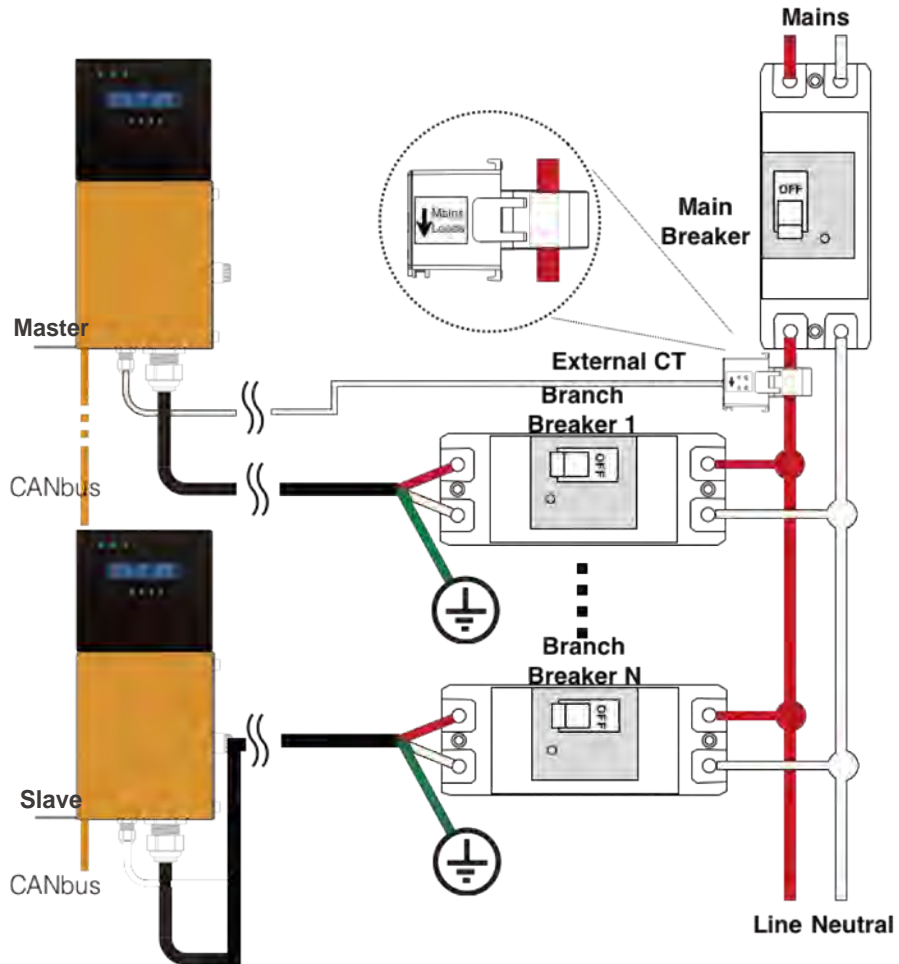 Mains
OFF
Mains
Loads
Main
Breaker
Master
External CT
Branch
Breaker 1
OFF
CANbus
Branch
Breaker N
OFF
Slave
CANbus
Line Neutral